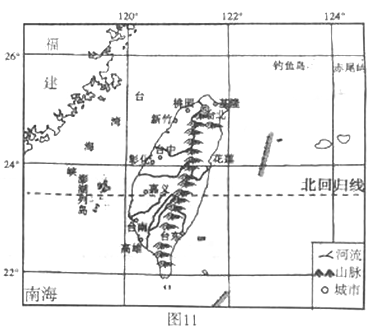 120°
122°
124°
26°
福
建
台
湾
海
峡
钓鱼岛
赤尾屿
桃园
基隆
台北
新竹
24°
彰化
台中
花莲
澎湖列岛
北回归线
嘉义
台南
台东
高雄
22°
南海
河流
山脉
城市
图11